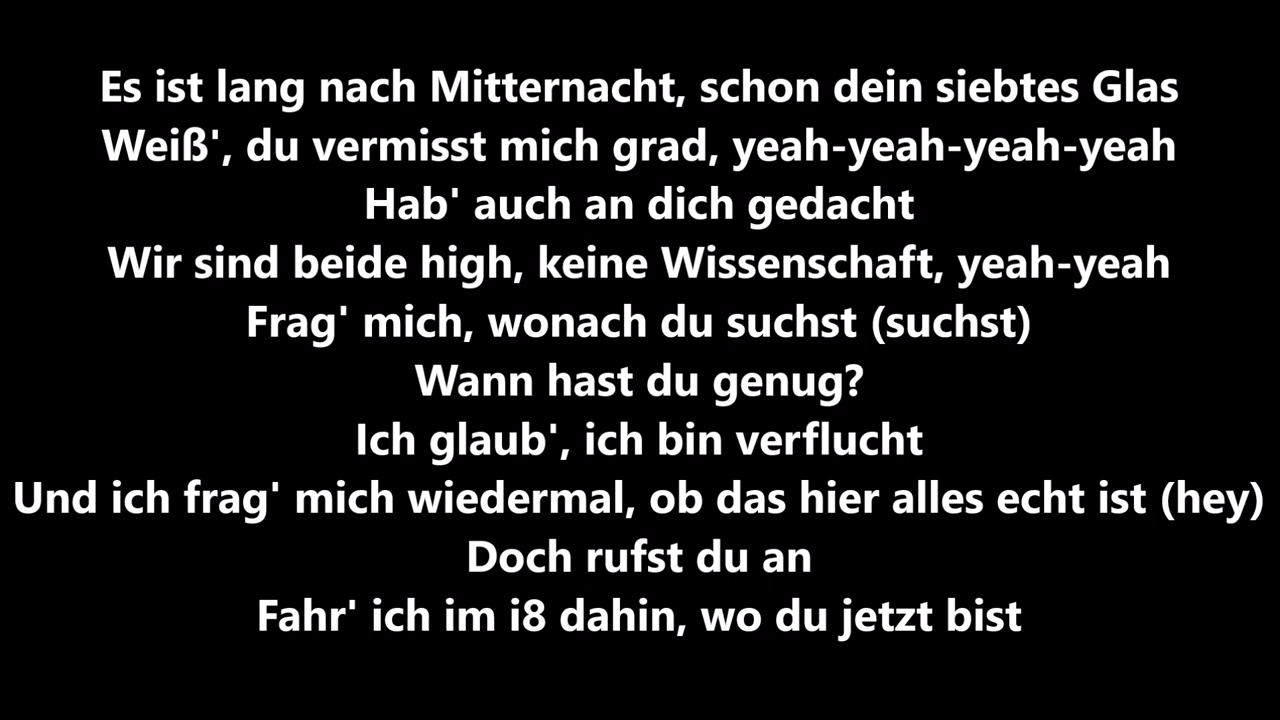 Es ist lang nach Mitternacht, schon dein siebtes Glas
Weiß', du vermisst mich grad, yeah-yeah-yeah-yeah
Hab' auch an dich gedacht
Wir sind beide high, keine Wissenschaft, yeah-yeah
Frag' mich, wonach du suchst (suchst)
Wann hast du genug?
Ich glaub', ich bin verflucht
Und ich frag' mich wiedermal, ob das hier alles echt ist (hey)
Doch rufst du an
Fahr' ich im i8 dahin, wo du jetzt bist